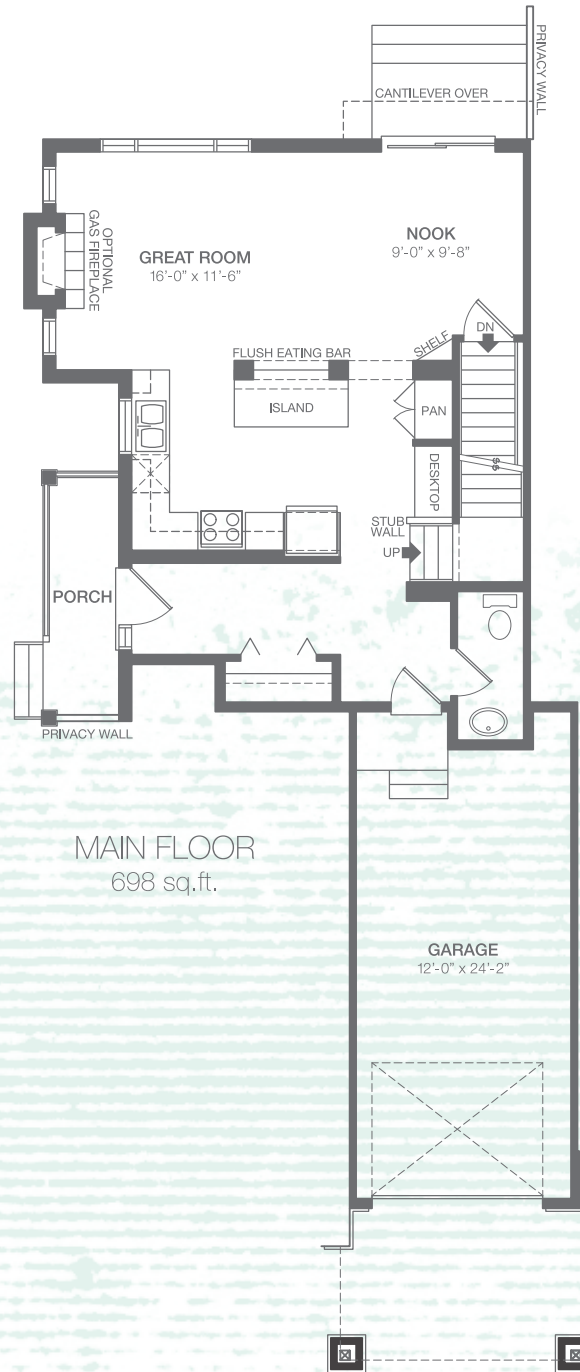 PRIVACY WALL
CANTILEVER OVER
OPTIONAL
GAS FIREPLACE
GREAT ROOM
16'-0" x 11'-6"
NOOK
9'-0" x 9'-8"
DN
SHELF
FLUSH EATING BAR
ISLAND
PAN
DESKTOP
STUB
WALL
UP
PORCH
PRIVACY WALL
MAIN FLOOR
698 sq.ft.
GARAGE
12'-0" x 24'-2"